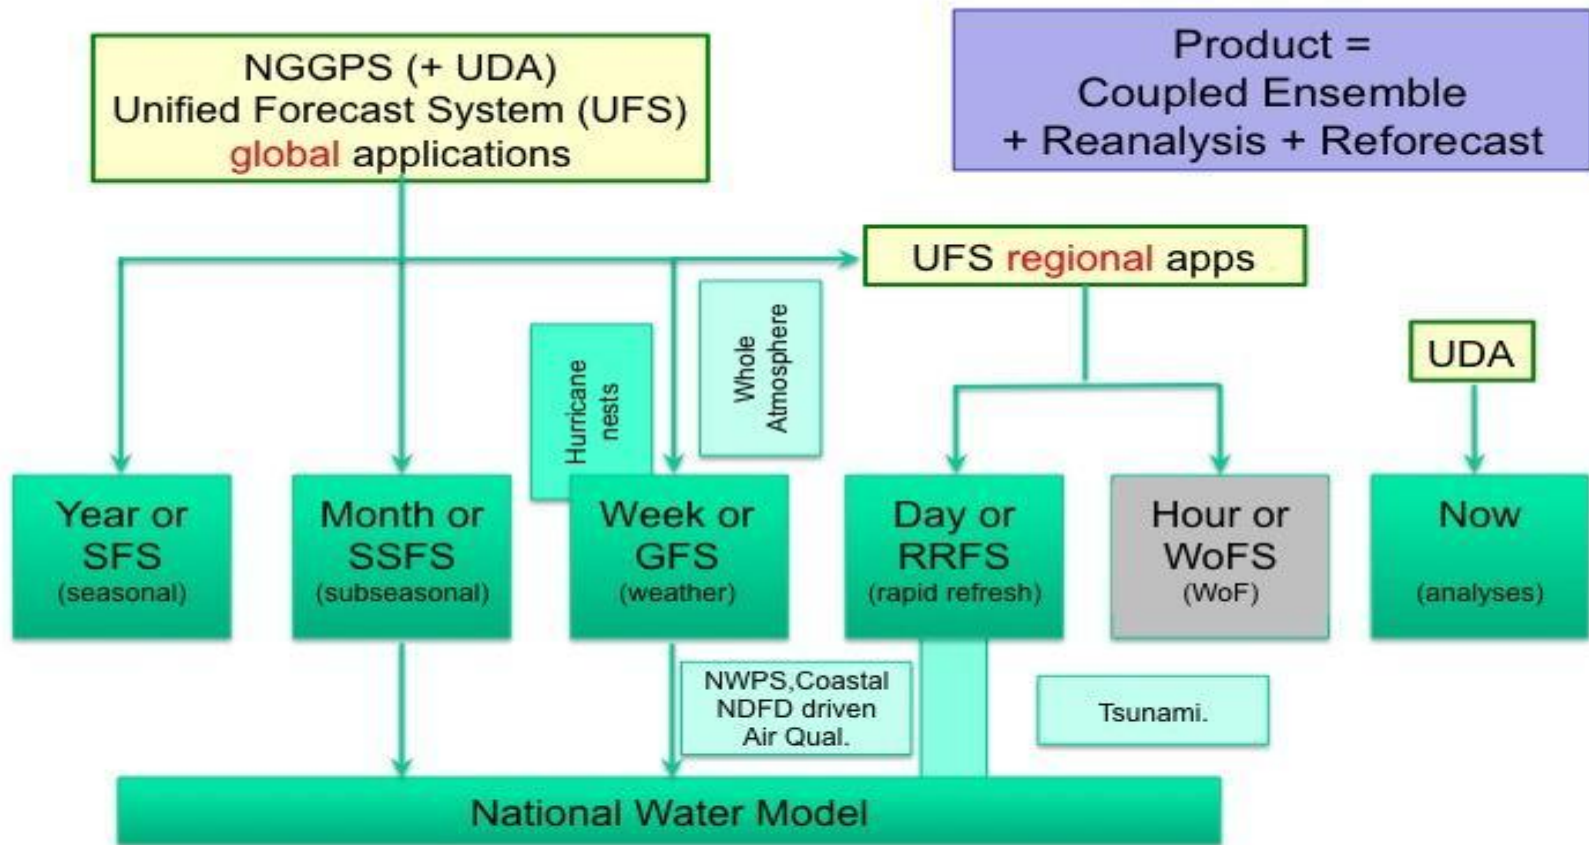 NGGPS (+ UDA)
Unified Forecast System (UFS)
global applications
Product =
Coupled Ensemble
+ Reanalysis + Reforecast
UFS regional apps
UDA
Hurricane
nests
Whole
Atmosphere
Year or
SFS
(seasonal)
Month or
SSFS
(subseasonal)
Week or
GFS
(weather)
Day or
RRFS
(rapid refresh)
Hour or
WoFS
(WoF)
Now
(analyses)
NWPS,Coastal
NDFD driven
Air Qual.
Tsunami.
National Water Model